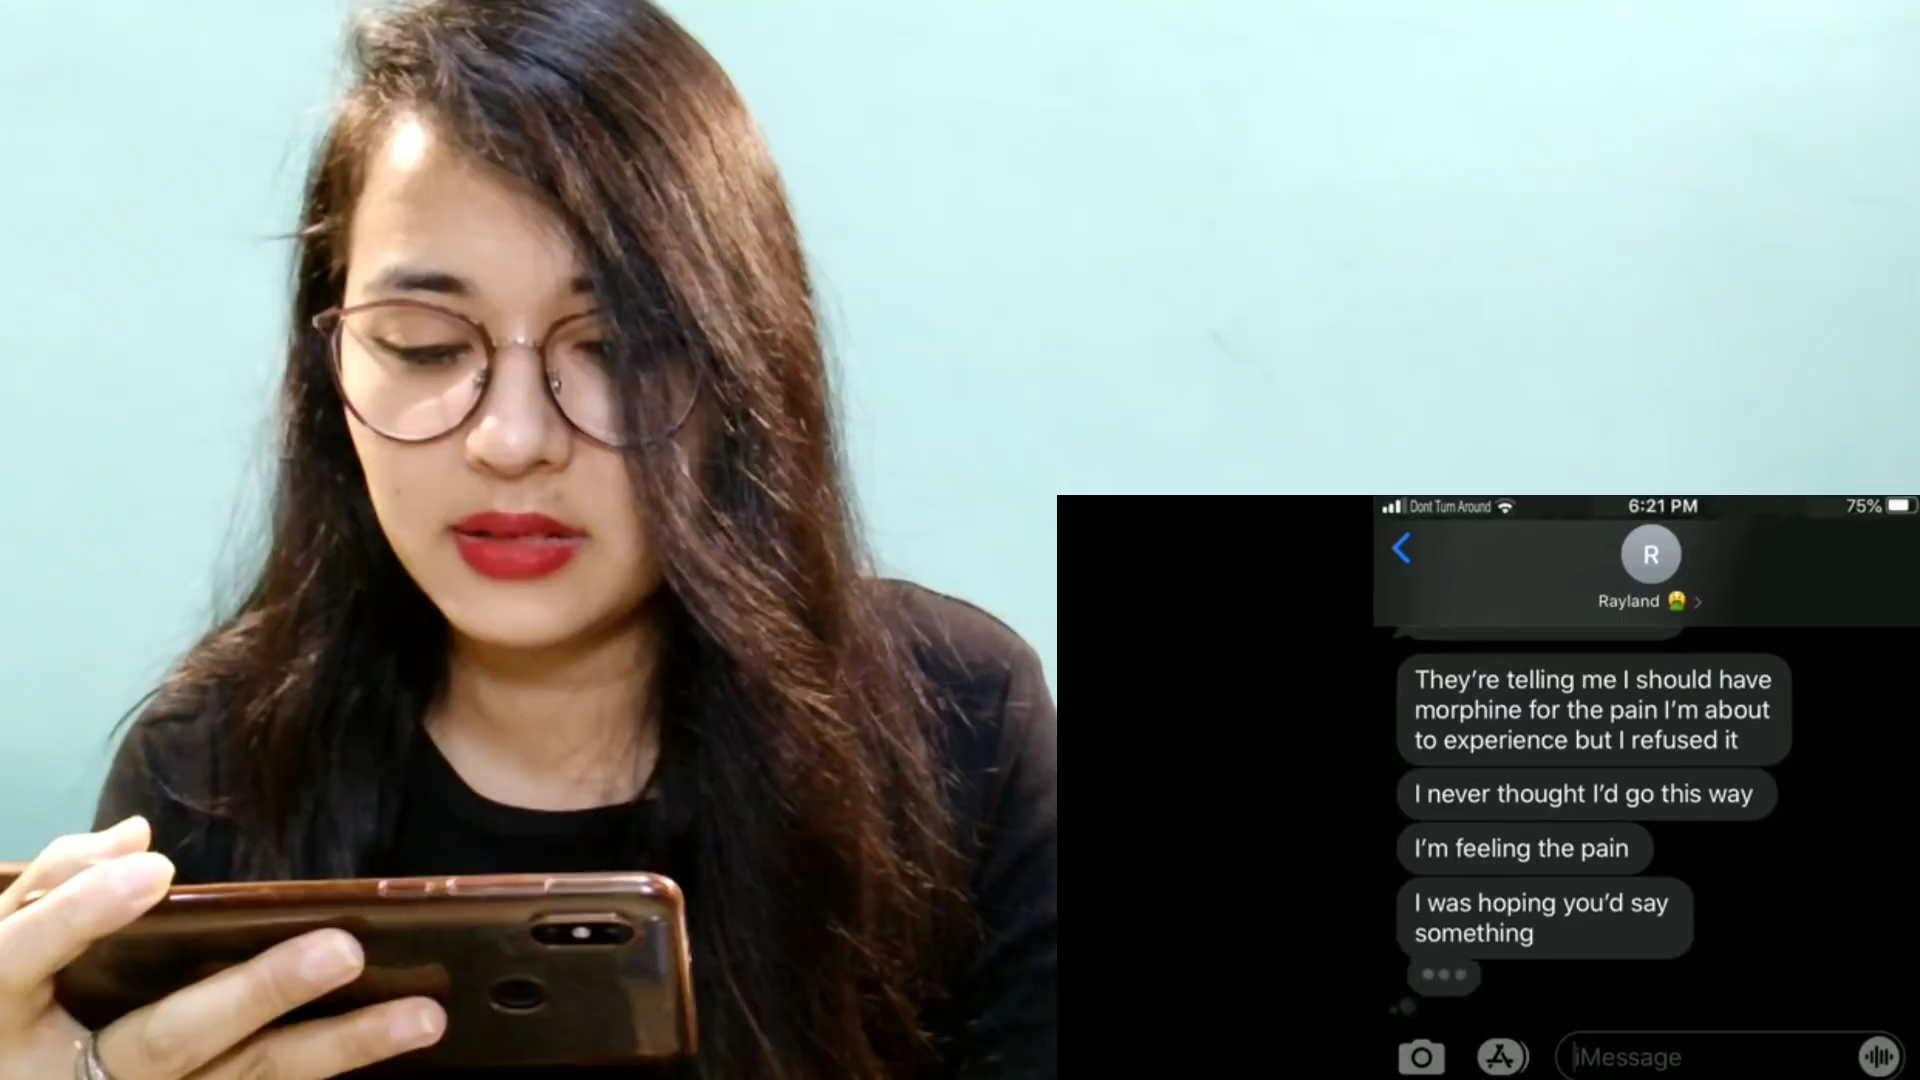 Dont Turn Around
6:21 PM
75%
R
Rayland
They're telling me I should have
morphine for the pain I'm about
to experience but I refused it
I never thought I'd go this way
I'm feeling the pain
I was hoping you'd say
something
iMessage